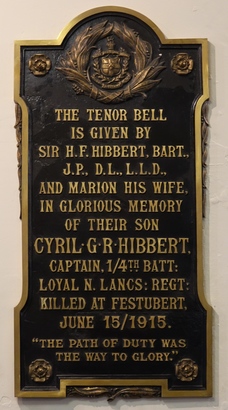 THE TENOR BELL
IS GIVEN BY
SIR H.F. HIBBERT, BART.,
J.P., D.L., L.L.D.,
AND MARION HIS WIFE,
IN GLORIOUS MEMORY
OF THEIR SON
CYRIL·G·R·HIBBERT,
CAPTAIN, 1/4TH BATT:
LOYAL N. LANCS: REGT:
KILLED AT FESTUBERT,
JUNE 15/1915.
"THE PATH OF DUTY WAS
THE WAY TO GLORY."